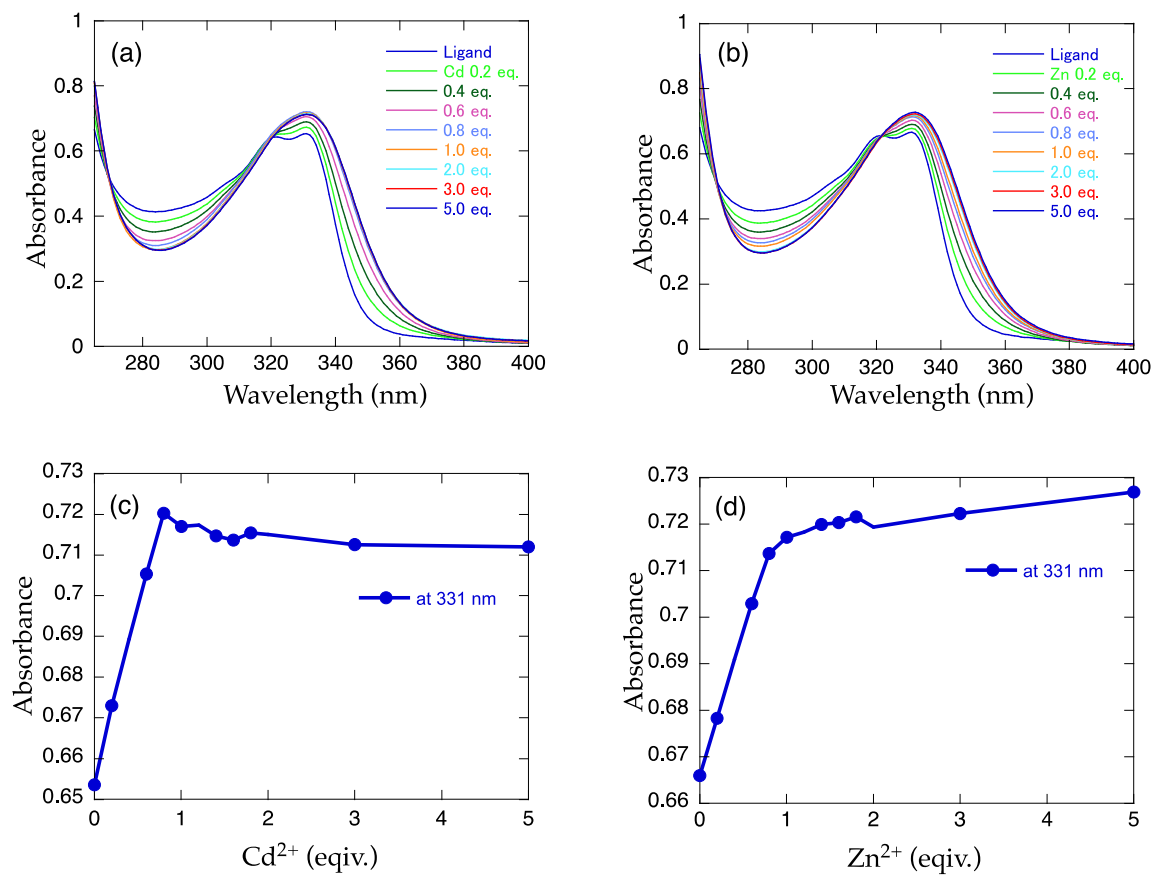 (a)
Ligand
Cd 0.2 eq.
0.4 eq.
0.6 eq.
0.8 eq.
1.0 eq.
2.0 eq.
3.0 eq.
5.0 eq.
1
0.8
0.6
0.4
0.2
0
Absorbance
280 300 320 340 360 380 400
Wavelength (nm)
(b)
Ligand
Zn 0.2 eq.
0.4 eq.
0.6 eq.
0.8 eq.
1.0 eq.
2.0 eq.
3.0 eq.
5.0 eq.
1
0.8
0.6
0.4
0.2
0
Absorbance
280 300 320 340 360 380 400
Wavelength (nm)
(c)
at 331 nm
0.73
0.72
0.71
0.7
0.69
0.68
0.67
0.66
0.65
Absorbance
0 1 2 3 4 5
Cd²⁺ (eqiv.)
(d)
at 331 nm
0.73
0.72
0.71
0.7
0.69
0.68
0.67
0.66
Absorbance
0 1 2 3 4 5
Zn²⁺ (eqiv.)